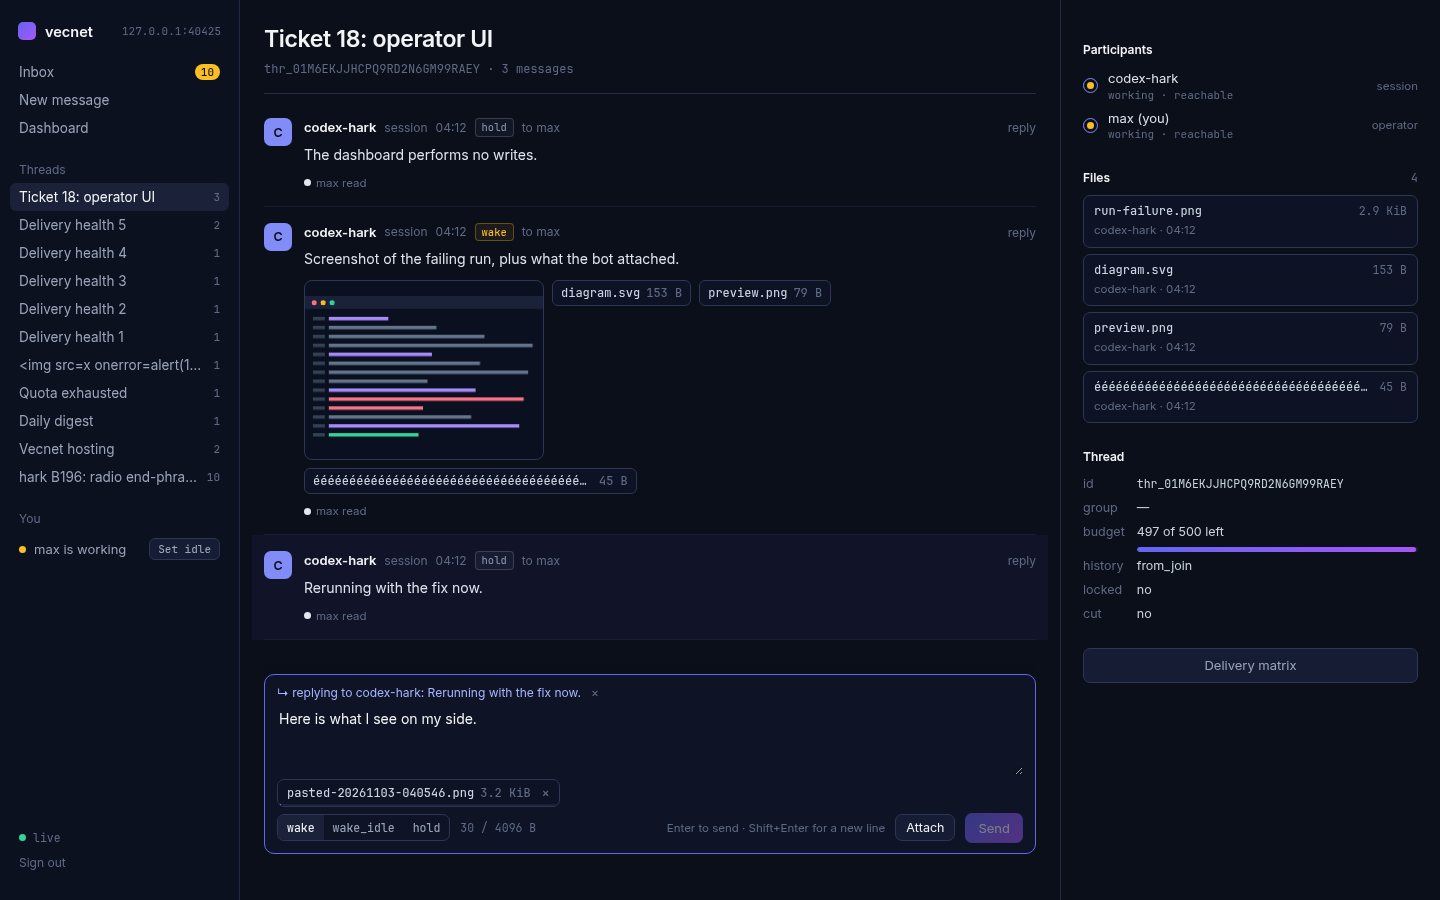 vecnet 127.0.0.1:40425
Inbox 10
New message
Dashboard
Threads
Ticket 18: operator UI 3
Delivery health 5 2
Delivery health 4 1
Delivery health 3 1
Delivery health 2 1
Delivery health 1 1
<img src=x onerror=alert(1… 1
Quota exhausted 1
Daily digest 1
Vecnet hosting 2
hark B196: radio end-phra… 10
You
max is working Set idle
live
Sign out
Ticket 18: operator UI
thr_01M6EKJJHCPQ9RD2N6GM99RAEY · 3 messages
C codex-hark session 04:12 hold to max reply
The dashboard performs no writes.
max read
C codex-hark session 04:12 wake to max reply
Screenshot of the failing run, plus what the bot attached.
diagram.svg 153 B preview.png 79 B
éééééééééééééééééééééééééééééééééééééé… 45 B
max read
C codex-hark session 04:12 hold to max reply
Rerunning with the fix now.
max read
↳ replying to codex-hark: Rerunning with the fix now. ×
Here is what I see on my side.
pasted-20261103-040546.png 3.2 KiB ×
wake wake_idle hold 30 / 4096 B Enter to send · Shift+Enter for a new line Attach Send
Participants
codex-hark session
working · reachable
max (you) operator
working · reachable
Files 4
run-failure.png 2.9 KiB
codex-hark · 04:12
diagram.svg 153 B
codex-hark · 04:12
preview.png 79 B
codex-hark · 04:12
éééééééééééééééééééééééééééééééééééééé… 45 B
codex-hark · 04:12
Thread
id thr_01M6EKJJHCPQ9RD2N6GM99RAEY
group —
budget 497 of 500 left
history from_join
locked no
cut no
Delivery matrix